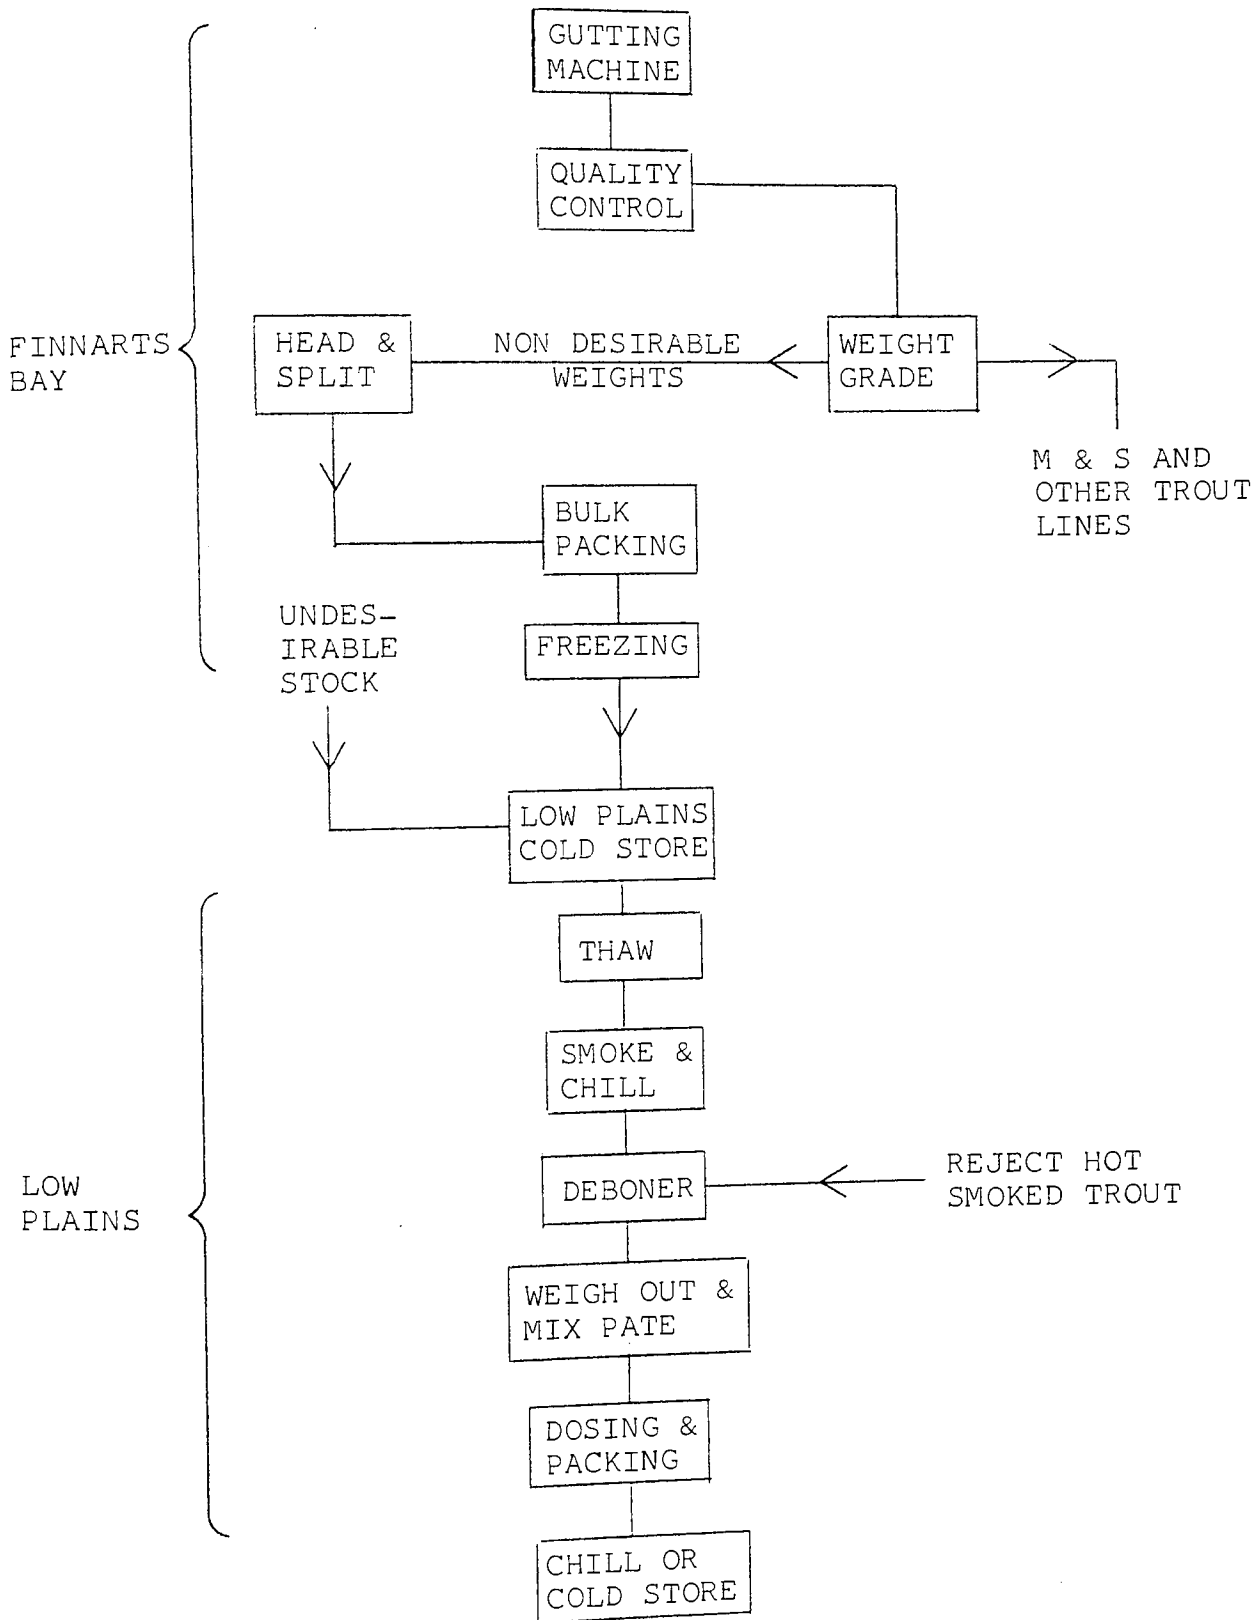 GUTTING
MACHINE
QUALITY
CONTROL
FINNARTS
BAY
HEAD &
SPLIT
NON DESIRABLE
WEIGHTS
WEIGHT
GRADE
M & S AND
OTHER TROUT
LINES
BULK
PACKING
UNDES-
IRABLE
STOCK
FREEZING
LOW PLAINS
COLD STORE
THAW
SMOKE &
CHILL
LOW
PLAINS
DEBONER
REJECT HOT
SMOKED TROUT
WEIGH OUT &
MIX PATE
DOSING &
PACKING
CHILL OR
COLD STORE